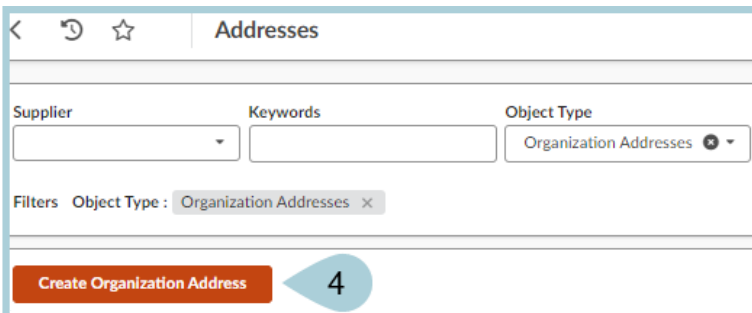 Addresses
Supplier Keywords Object Type
Organization Addresses
Filters Object Type : Organization Addresses ×
Create Organization Address 4